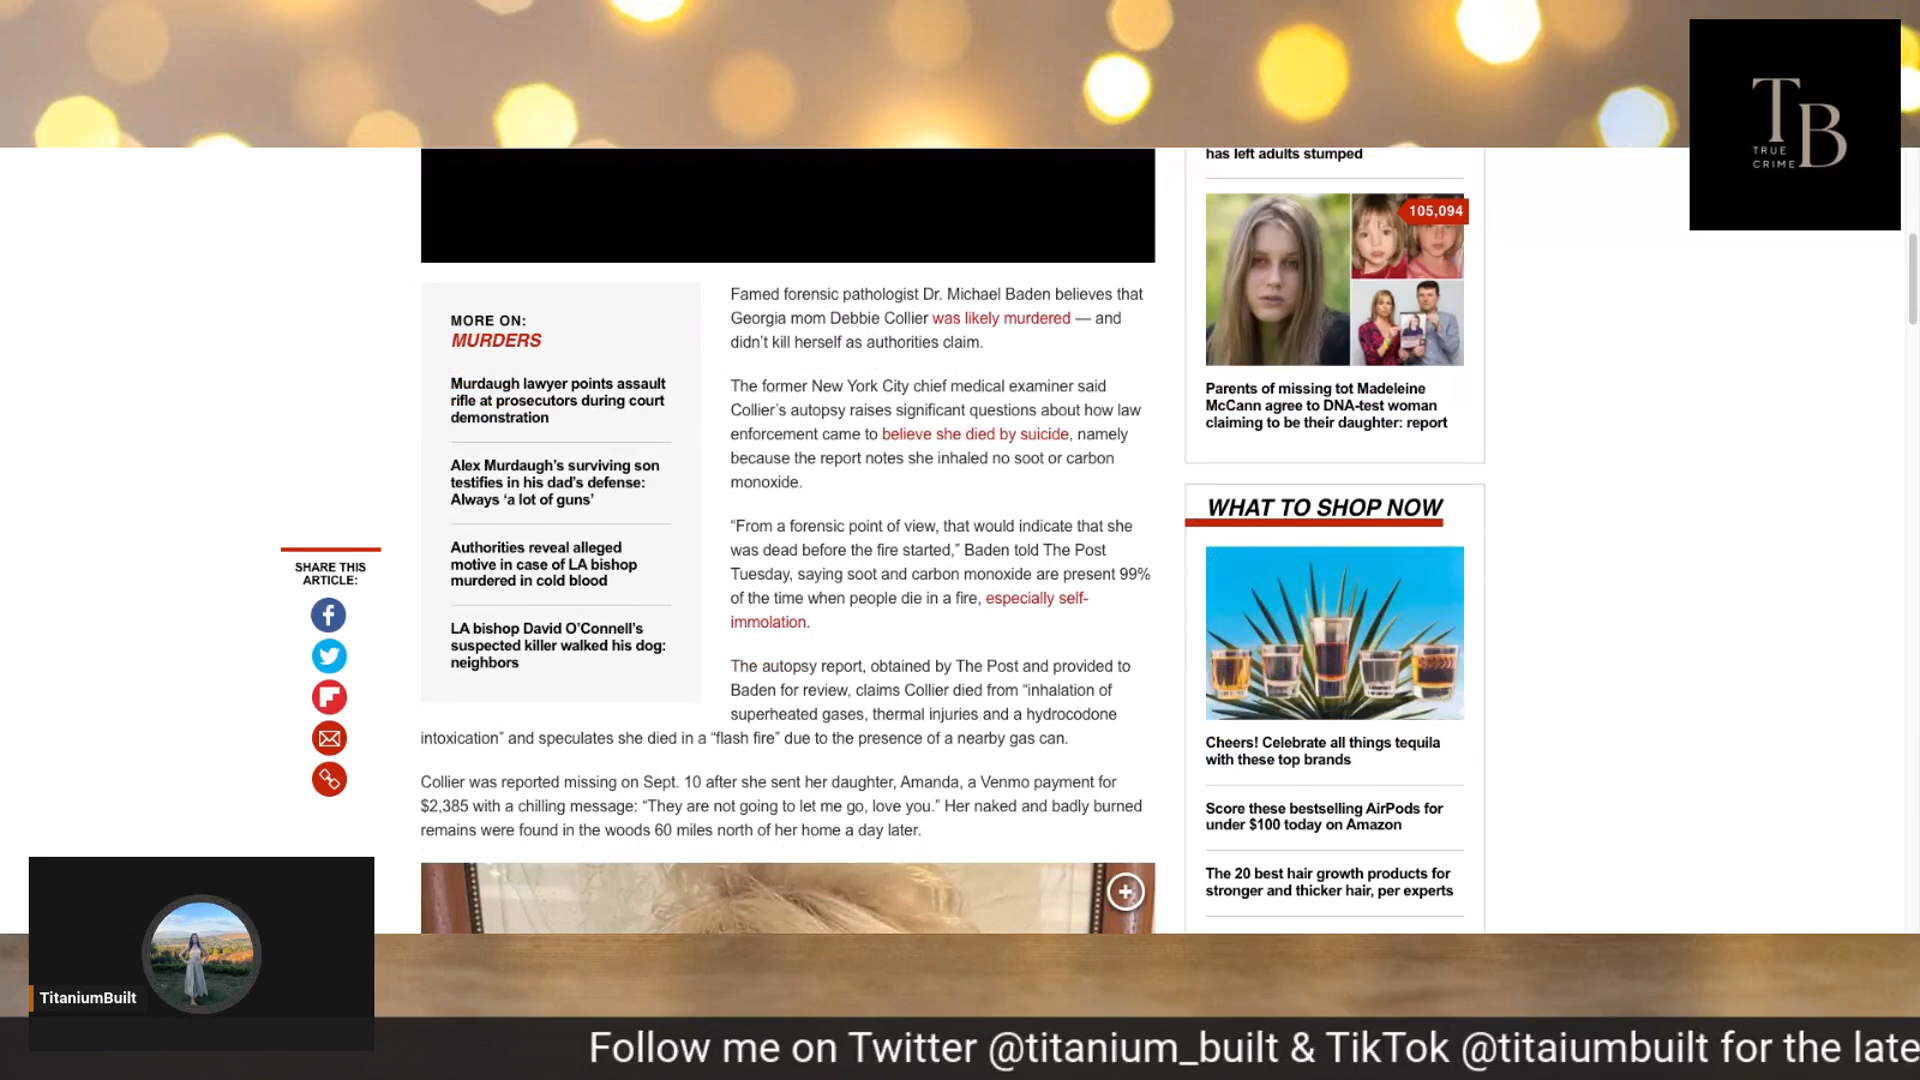 TB
TRUE
CRIME
has left adults stumped
105,094
Parents of missing tot Madeleine
McCann agree to DNA-test woman
claiming to be their daughter: report
MORE ON:
MURDERS
Murdaugh lawyer points assault
rifle at prosecutors during court
demonstration
Alex Murdaugh's surviving son
testifies in his dad's defense:
Always ‘a lot of guns’
Authorities reveal alleged
motive in case of LA bishop
murdered in cold blood
LA bishop David O’Connell’s
suspected killer walked his dog:
neighbors
Famed forensic pathologist Dr. Michael Baden believes that
Georgia mom Debbie Collier was likely murdered — and
didn’t kill herself as authorities claim.
The former New York City chief medical examiner said
Collier’s autopsy raises significant questions about how law
enforcement came to believe she died by suicide, namely
because the report notes she inhaled no soot or carbon
monoxide.
“From a forensic point of view, that would indicate that she
was dead before the fire started,” Baden told The Post
Tuesday, saying soot and carbon monoxide are present 99%
of the time when people die in a fire, especially self-
immolation.
The autopsy report, obtained by The Post and provided to
Baden for review, claims Collier died from “inhalation of
superheated gases, thermal injuries and a hydrocodone
intoxication” and speculates she died in a “flash fire” due to the presence of a nearby gas can.
Collier was reported missing on Sept. 10 after she sent her daughter, Amanda, a Venmo payment for
$2,385 with a chilling message: “They are not going to let me go, love you.” Her naked and badly burned
remains were found in the woods 60 miles north of her home a day later.
SHARE THIS
ARTICLE:
WHAT TO SHOP NOW
Cheers! Celebrate all things tequila
with these top brands
Score these bestselling AirPods for
under $100 today on Amazon
The 20 best hair growth products for
stronger and thicker hair, per experts
TitaniumBuilt
Follow me on Twitter @titanium_built & TikTok @titaiumbuilt for the late